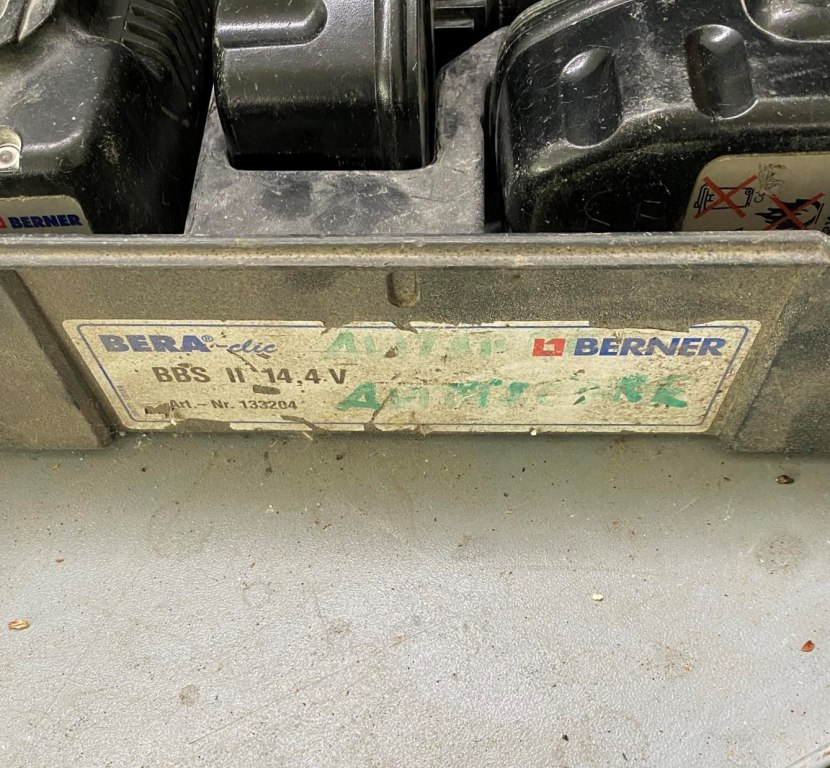 BERNER
BERA®-clic
BERNER
BBS II 14,4 V
Art.-Nr. 133204